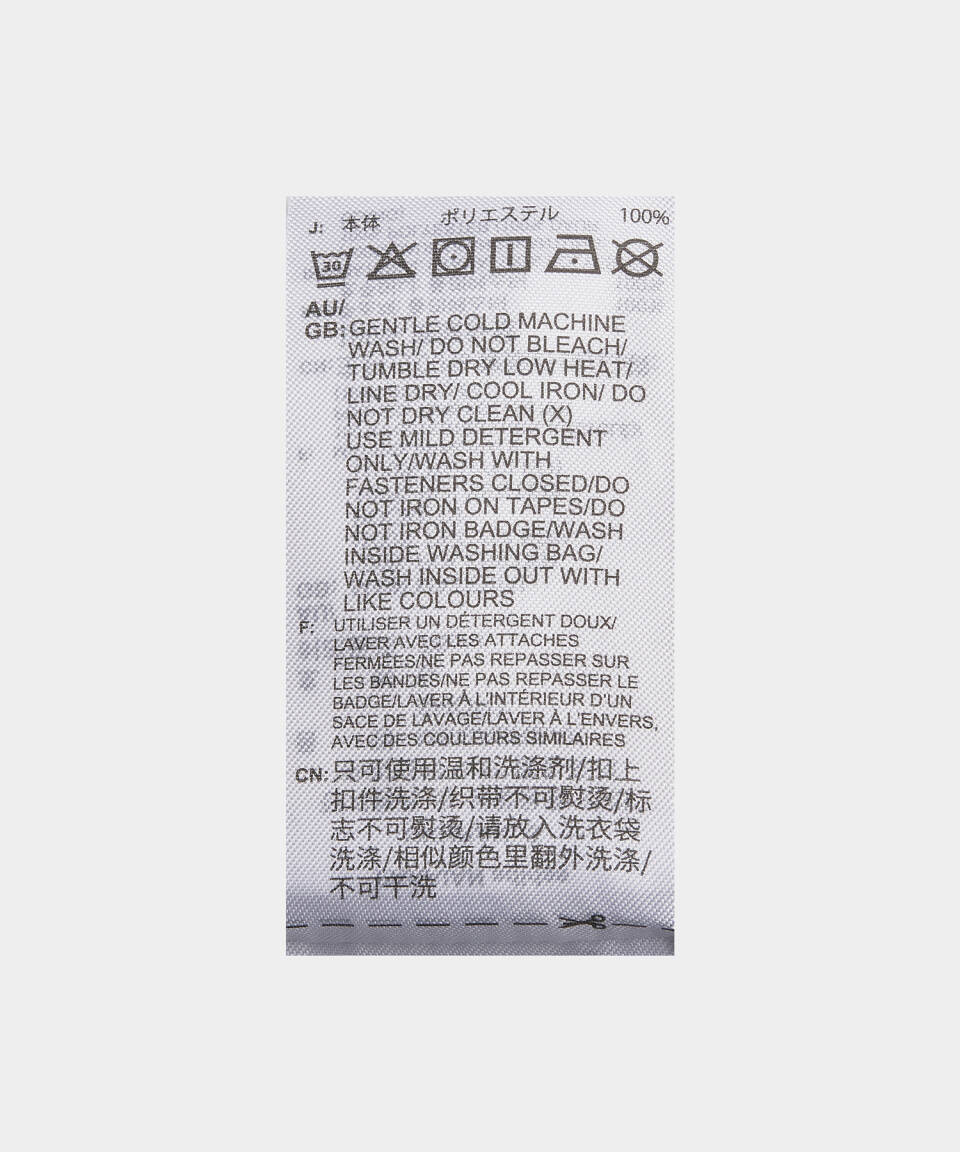 J: 本体 ポリエステル 100%
30
AU/
GB: GENTLE COLD MACHINE
WASH/ DO NOT BLEACH/
TUMBLE DRY LOW HEAT/
LINE DRY/ COOL IRON/ DO
NOT DRY CLEAN (X)
USE MILD DETERGENT
ONLY/WASH WITH
FASTENERS CLOSED/DO
NOT IRON ON TAPES/DO
NOT IRON BADGE/WASH
INSIDE WASHING BAG/
WASH INSIDE OUT WITH
LIKE COLOURS
F: UTILISER UN DÉTERGENT DOUX/
LAVER AVEC LES ATTACHES
FERMÉES/NE PAS REPASSER SUR
LES BANDES/NE PAS REPASSER LE
BADGE/LAVER À L'INTÉRIEUR D'UN
SACE DE LAVAGE/LAVER À L'ENVERS,
AVEC DES COULEURS SIMILAIRES
CN: 只可使用温和洗涤剂/扣上
扣件洗涤/织带不可熨烫/标
志不可熨烫/请放入洗衣袋
洗涤/相似颜色里翻外洗涤/
不可干洗